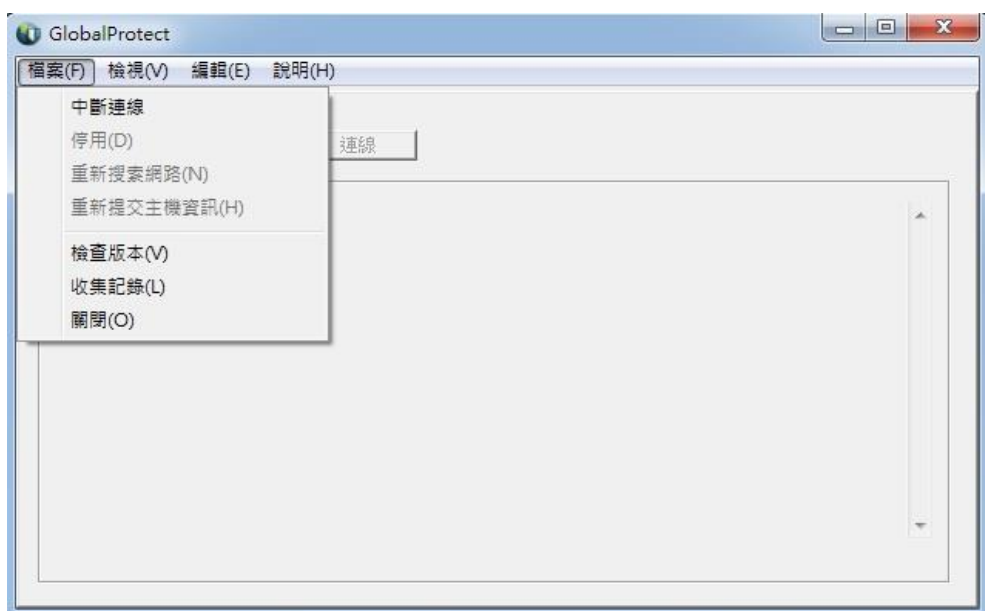 GlobalProtect
檔案(F) 檢視(V) 編輯(E) 說明(H)
中斷連線
停用(D)
連線
重新搜索網路(N)
重新提交主機資訊(H)
檢查版本(V)
收集記錄(L)
關閉(O)